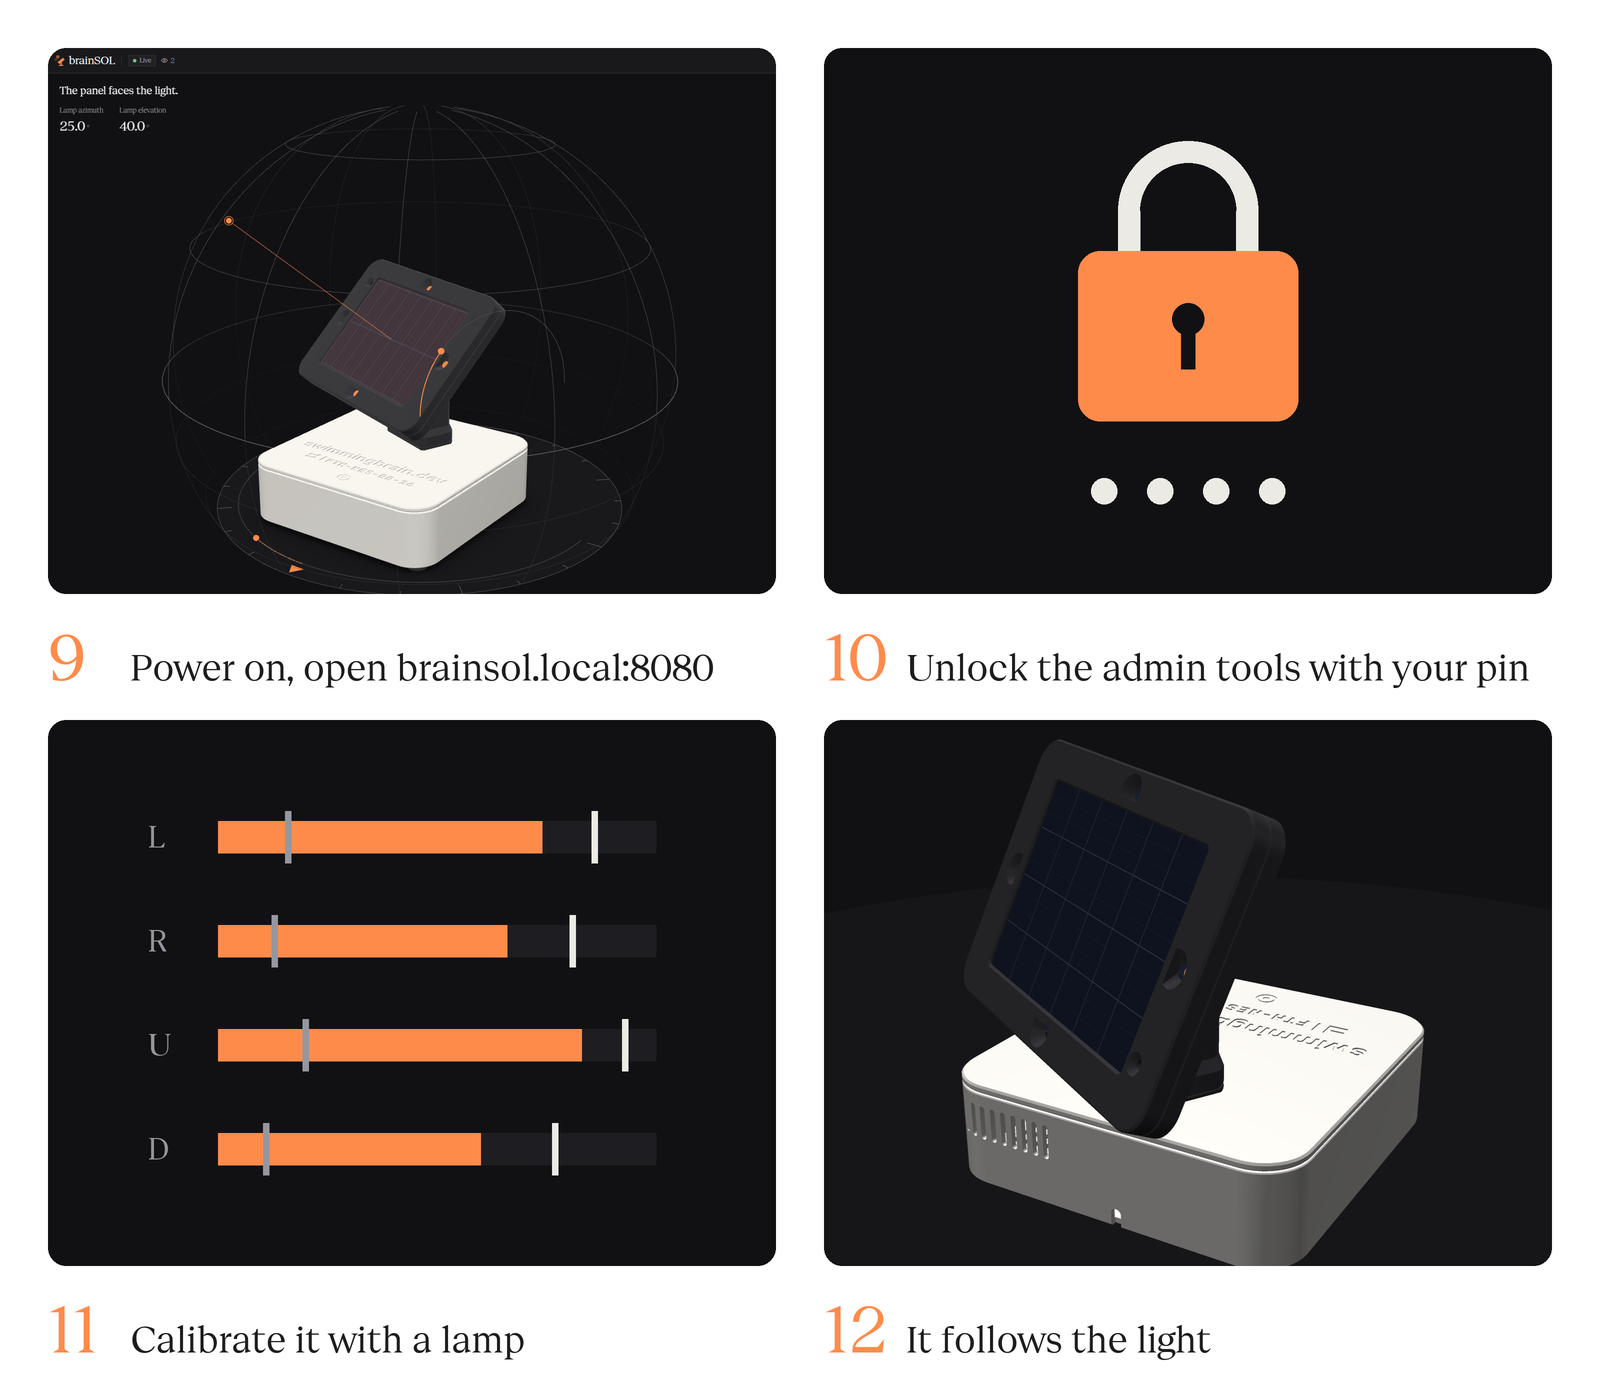 brainSOL Live 2
The panel faces the light.
Lamp azimuth Lamp elevation
25.0° 40.0°
swimmingbrain.dev
9 Power on, open brainsol.local:8080
10 Unlock the admin tools with your pin
L
R
U
D
11 Calibrate it with a lamp
12 It follows the light